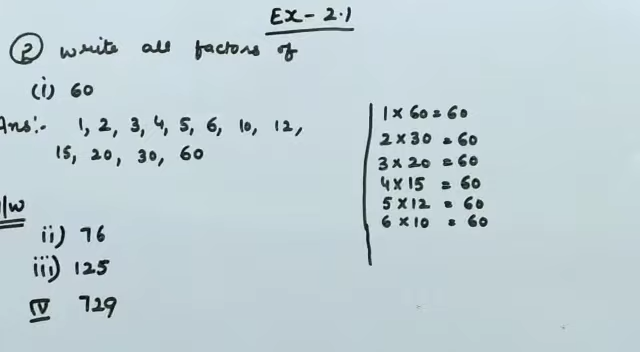 Ex - 2.1
② Write all factors of
(i) 60
Ans:- 1, 2, 3, 4, 5, 6, 10, 12,
15, 20, 30, 60
1 × 60 = 60
2 × 30 = 60
3 × 20 = 60
4 × 15 = 60
5 × 12 = 60
6 × 10 = 60
/W
ii) 76
iii) 125
IV 729